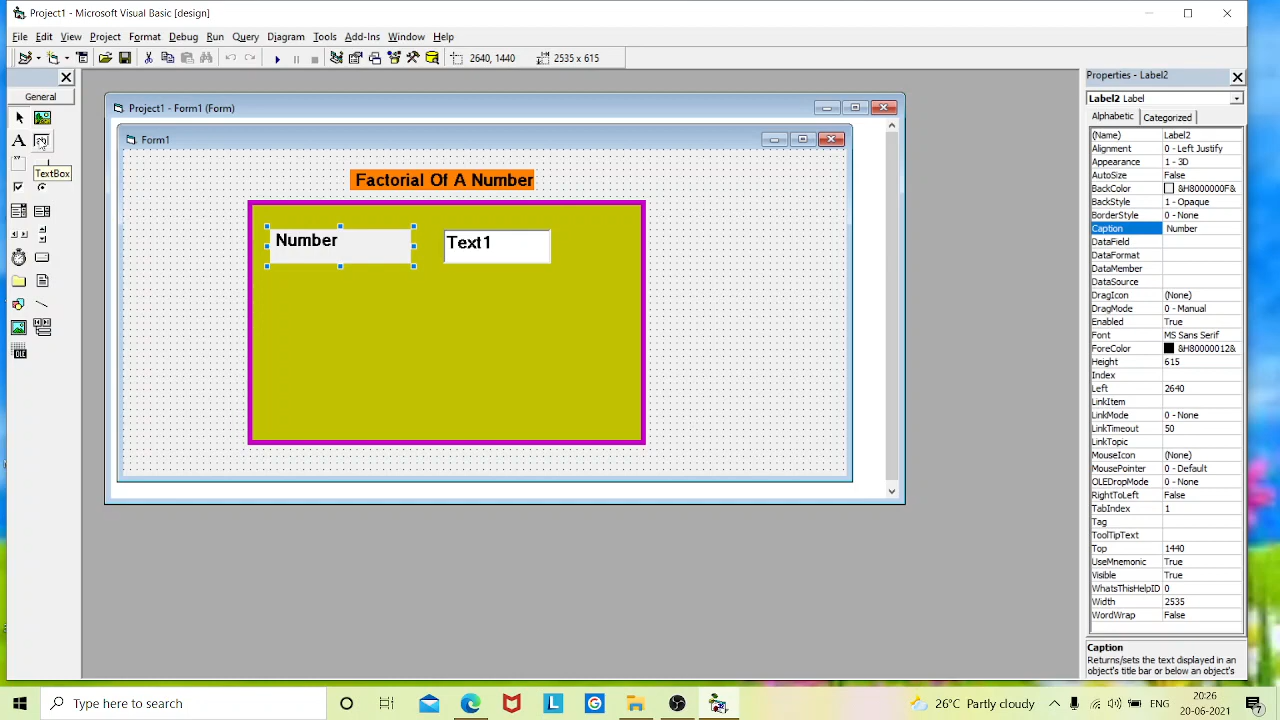 Project1 - Microsoft Visual Basic [design]
File Edit View Project Format Debug Run Query Diagram Tools Add-Ins Window Help
2640, 1440 2535 x 615
General
TextBox
Project1 - Form1 (Form)
Form1
Factorial Of A Number
Number
Text1
Properties - Label2
Label2 Label
Alphabetic Categorized
(Name) Label2
Alignment 0 - Left Justify
Appearance 1 - 3D
AutoSize False
BackColor &H8000000F&
BackStyle 1 - Opaque
BorderStyle 0 - None
Caption Number
DataField
DataFormat
DataMember
DataSource
DragIcon (None)
DragMode 0 - Manual
Enabled True
Font MS Sans Serif
ForeColor &H80000012&
Height 615
Index
Left 2640
LinkItem
LinkMode 0 - None
LinkTimeout 50
LinkTopic
MouseIcon (None)
MousePointer 0 - Default
OLEDropMode 0 - None
RightToLeft False
TabIndex 1
Tag
ToolTipText
Top 1440
UseMnemonic True
Visible True
WhatsThisHelpID 0
Width 2535
WordWrap False
Caption
Returns/sets the text displayed in an
object's title bar or below an object's
Type here to search
26°C Partly cloudy
ENG
20:26
20-06-2021
7